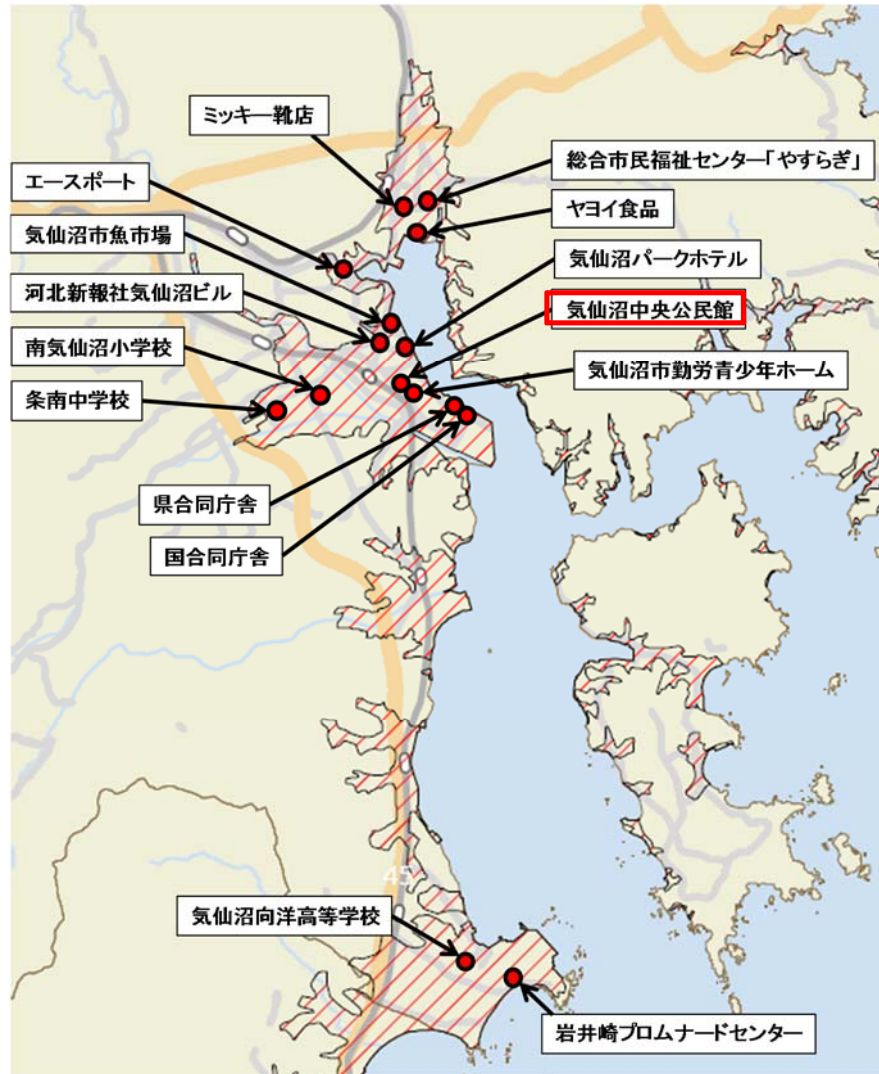 ミッキー靴店
総合市民福祉センター「やすらぎ」
エースポート
ヤヨイ食品
気仙沼市魚市場
気仙沼パークホテル
河北新報社気仙沼ビル
気仙沼中央公民館
南気仙沼小学校
気仙沼市勤労青少年ホーム
条南中学校
県合同庁舎
国合同庁舎
45
気仙沼向洋高等学校
岩井崎プロムナードセンター